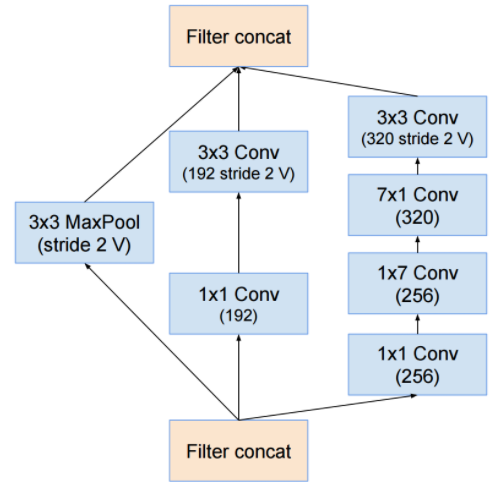 Filter concat
3x3 Conv
(320 stride 2 V)
3x3 Conv
(192 stride 2 V)
7x1 Conv
(320)
3x3 MaxPool
(stride 2 V)
1x7 Conv
(256)
1x1 Conv
(192)
1x1 Conv
(256)
Filter concat